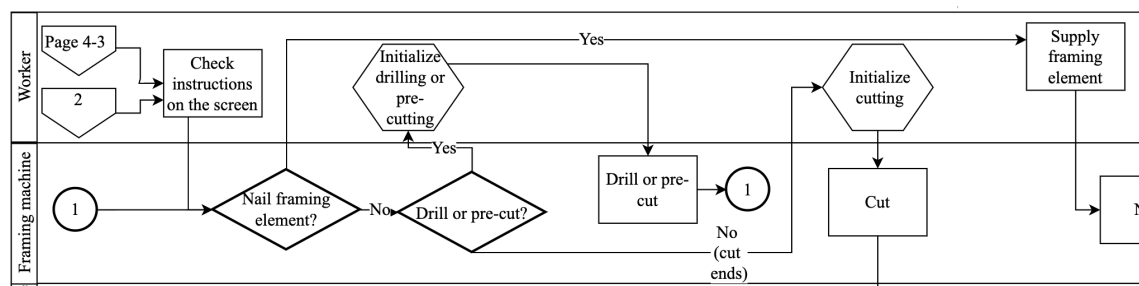 Worker
Page 4-3
2
Check
instructions
on the screen
Initialize
drilling or
pre-
cutting
Yes
Initialize
cutting
Supply
framing
element
Framing machine
1
Nail framing
element?
No
Drill or pre-cut?
Yes
Drill or pre-
cut
1
No
(cut
ends)
Cut
N